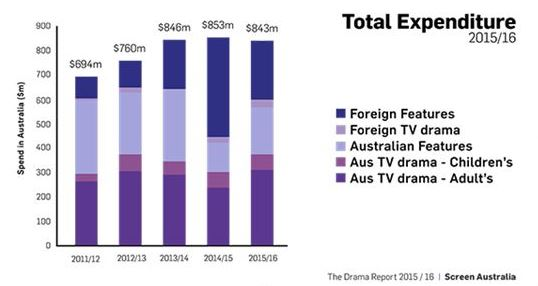 Total Expenditure
2015/16
Spend in Australia ($m)
900
800
700
600
500
400
300
200
100
0
$694m
$760m
$846m
$853m
$843m
2011/12
2012/13
2013/14
2014/15
2015/16
Foreign Features
Foreign TV drama
Australian Features
Aus TV drama - Children's
Aus TV drama - Adult's
The Drama Report 2015 / 16 | Screen Australia